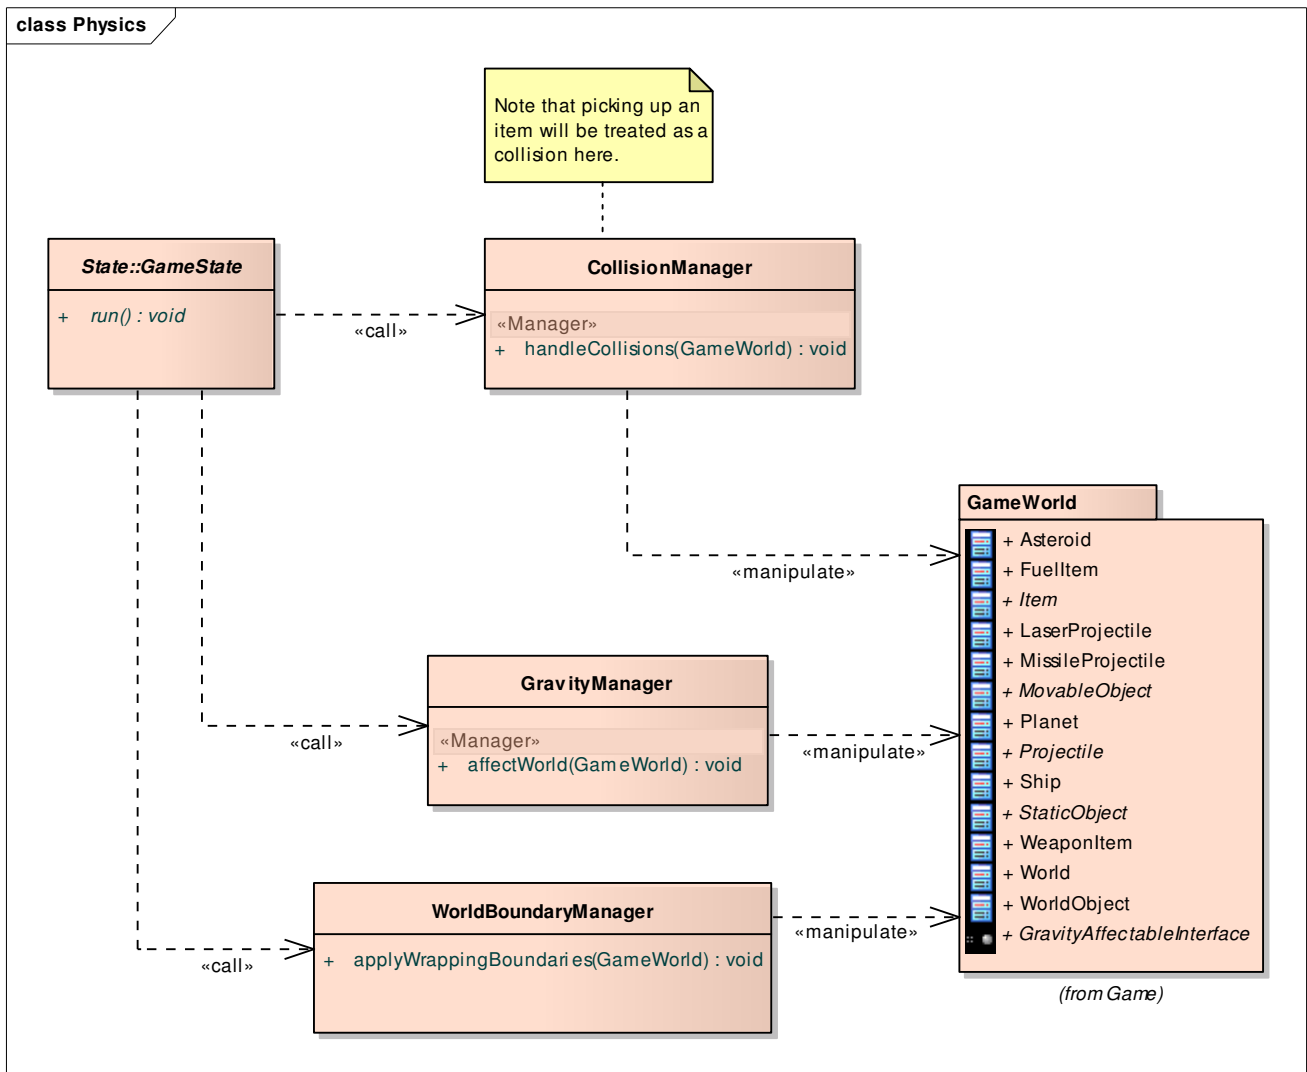 class Physics
Note that picking up an
item will be treated as a
collision here.
State::GameState
+ run() : void
«call»
CollisionManager
«Manager»
+ handleCollisions(GameWorld) : void
«manipulate»
GameWorld
+ Asteroid
+ FuelItem
+ Item
+ LaserProjectile
+ MissileProjectile
+ MovableObject
+ Planet
+ Projectile
+ Ship
+ StaticObject
+ WeaponItem
+ World
+ WorldObject
+ GravityAffectableInterface
(from Game)
GravityManager
«Manager»
+ affectWorld(GameWorld) : void
«call»
«manipulate»
WorldBoundaryManager
+ applyWrappingBoundaries(GameWorld) : void
«call»
«manipulate»